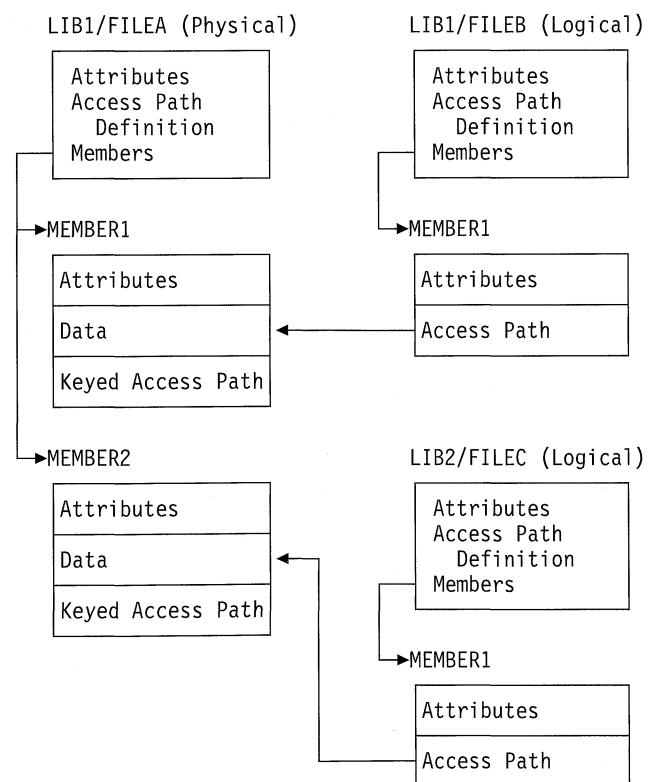 LIB1/FILEA (Physical)
Attributes
Access Path
Definition
Members
MEMBER1
Attributes
Data
Keyed Access Path
MEMBER2
Attributes
Data
Keyed Access Path
LIB1/FILEB (Logical)
Attributes
Access Path
Definition
Members
MEMBER1
Attributes
Access Path
LIB2/FILEC (Logical)
Attributes
Access Path
Definition
Members
MEMBER1
Attributes
Access Path